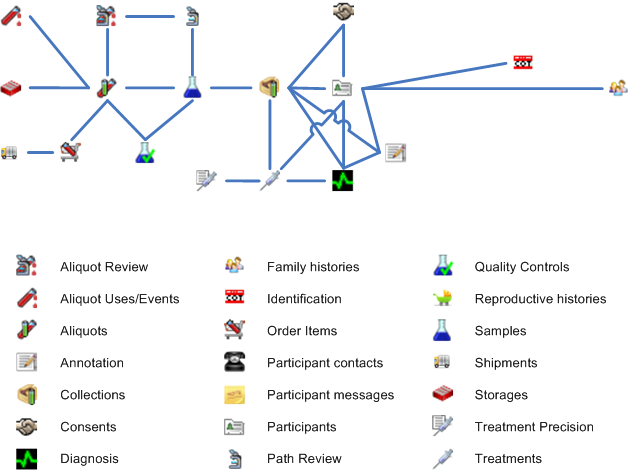 Aliquot Review
Family histories
Quality Controls
Aliquot Uses/Events
Identification
Reproductive histories
Aliquots
Order Items
Samples
Annotation
Participant contacts
Shipments
Collections
Participant messages
Storages
Consents
Participants
Treatment Precision
Diagnosis
Path Review
Treatments